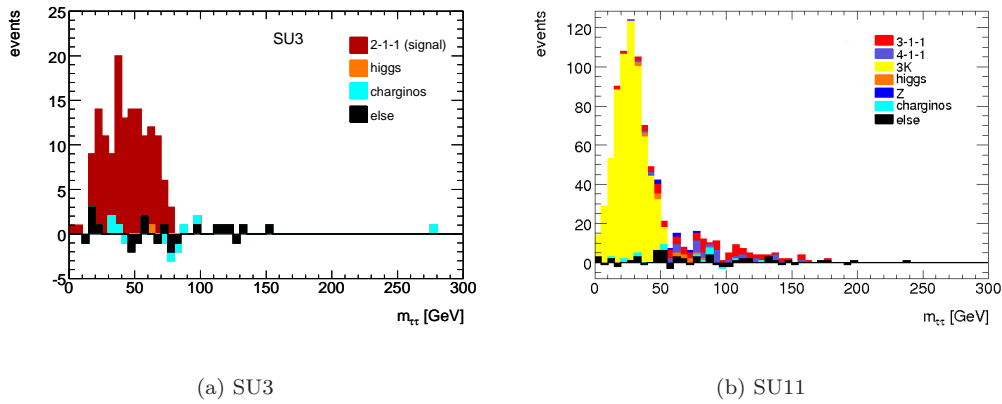 events
25
20
15
10
5
0
-5
SU3
2-1-1 (signal)
higgs
charginos
else
0 50 100 150 200 250 300
mττ [GeV]
(a) SU3
events
120
100
80
60
40
20
0
3-1-1
4-1-1
3K
higgs
Z
charginos
else
0 50 100 150 200 250 300
mττ [GeV]
(b) SU11